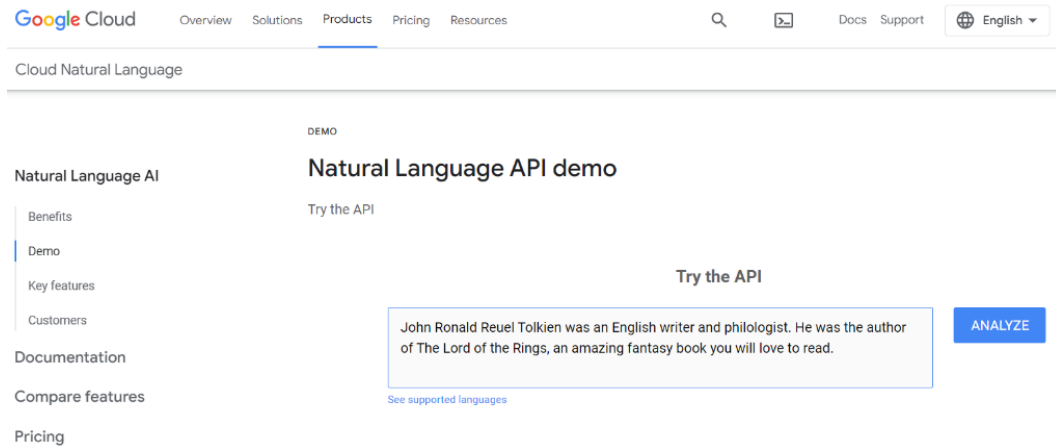 Google Cloud Overview Solutions Products Pricing Resources Docs Support English
Cloud Natural Language
DEMO
Natural Language API demo
Natural Language AI
Try the API
Benefits
Demo
Key features
Customers
Documentation
Compare features
Pricing
Try the API
John Ronald Reuel Tolkien was an English writer and philologist. He was the author
of The Lord of the Rings, an amazing fantasy book you will love to read.
ANALYZE
See supported languages